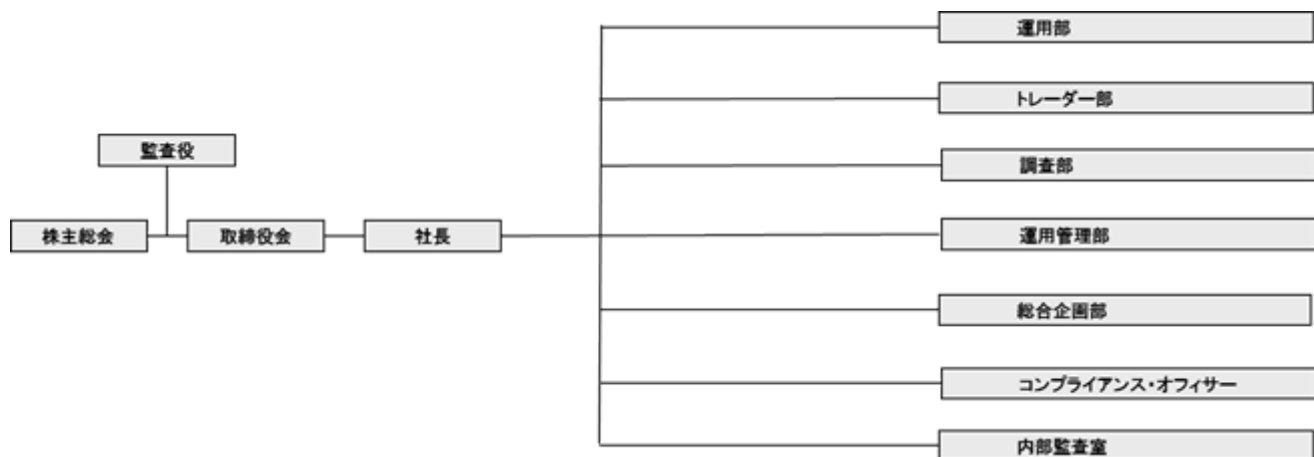 監査役
株主総会
取締役会
社長
運用部
トレーダー部
調査部
運用管理部
総合企画部
コンプライアンス・オフィサー
内部監査室